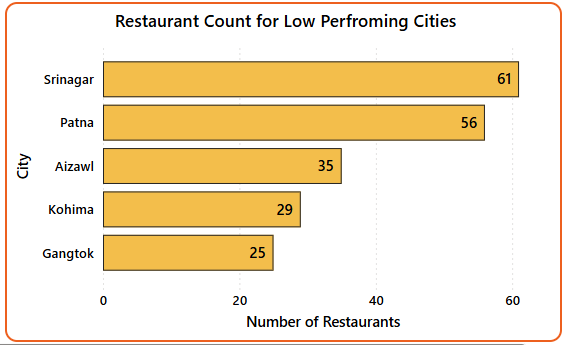 Restaurant Count for Low Perfroming Cities
City
Srinagar 61
Patna 56
Aizawl 35
Kohima 29
Gangtok 25
0 20 40 60
Number of Restaurants